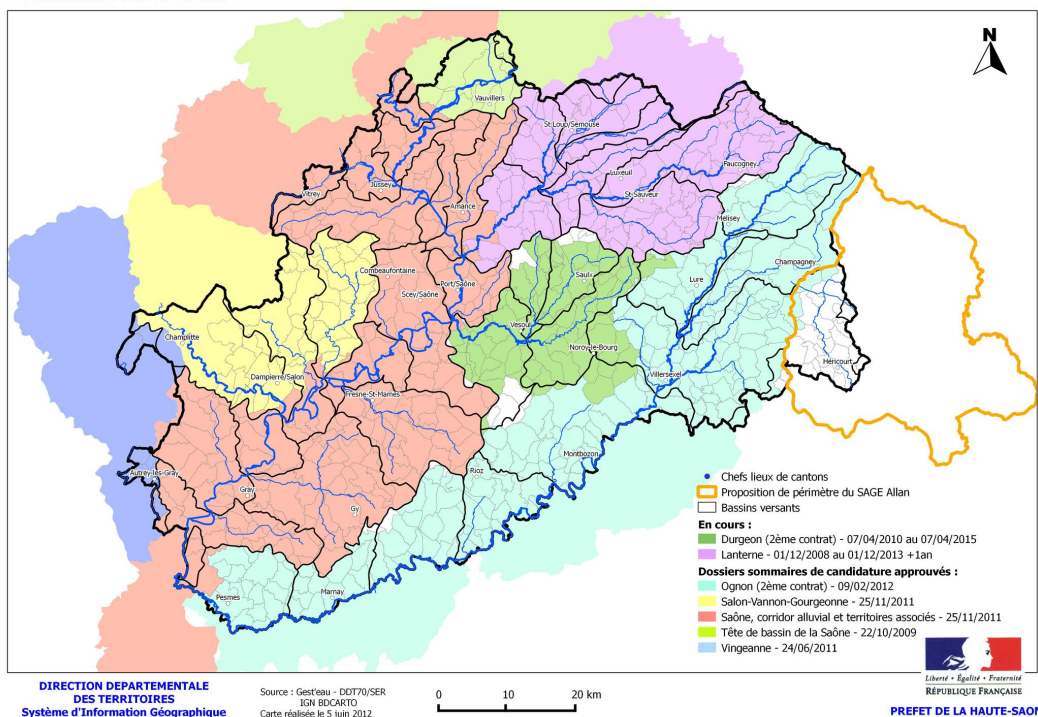 N
Vauvillers
St Loup/Semouse
Faucogney
Luxeuil
Jussey
Vitrey
St Sauveur
Amance
Melisey
Champagney
Combeaufontaine
Saulx
Lure
Port/Saône
Scey/Saône
Vesoul
Champlitte
Noroy-le-Bourg
Héricourt
Villersexel
Dampierre/Salon
Fresne-St-Mames
Montbozon
Autrey-lès-Gray
Rioz
Gray
Gy
Pesmes
Marnay
Chefs lieux de cantons
Proposition de périmètre du SAGE Allan
Bassins versants
En cours :
Durgeon (2ème contrat) - 07/04/2010 au 07/04/2015
Lanterne - 01/12/2008 au 01/12/2013 +1an
Dossiers sommaires de candidature approuvés :
Ognon (2ème contrat) - 09/02/2012
Salon-Vannon-Gourgeonne - 25/11/2011
Saône, corridor alluvial et territoires associés - 25/11/2011
Tête de bassin de la Saône - 22/10/2009
Vingeanne - 24/06/2011
Liberté • Égalité • Fraternité
RÉPUBLIQUE FRANÇAISE
DIRECTION DEPARTEMENTALE
DES TERRITOIRES
Système d'Information Géographique
Source : Gest'eau - DDT70/SER
IGN BDCARTO
Carte réalisée le 5 juin 2012
0 10 20 km
PREFET DE LA HAUTE-SAON